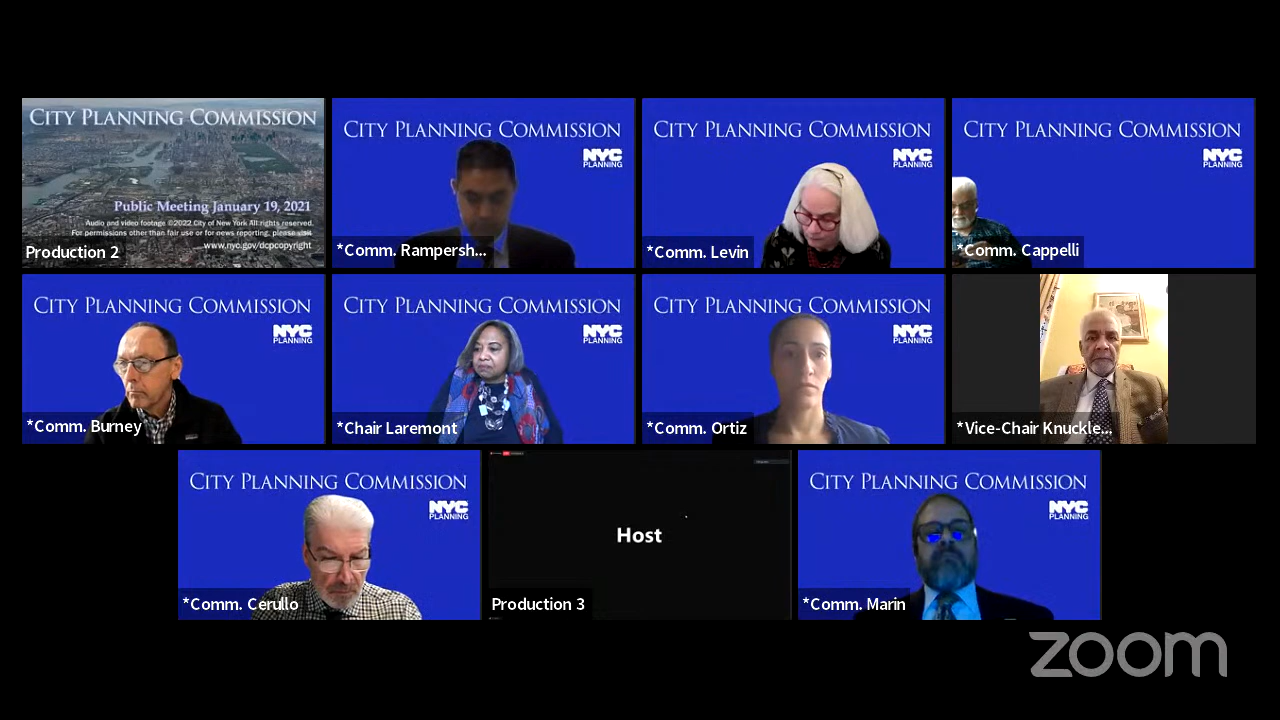 CITY PLANNING COMMISSION
Public Meeting January 19, 2021
Audio and video footage ©2022 City of New York All rights reserved.
For permissions other than fair use or for news reporting, please visit
www.nyc.gov/dcpcopyright
Production 2
CITY PLANNING COMMISSION
NYC
PLANNING
*Comm. Rampersh...
CITY PLANNING COMMISSION
NYC
PLANNING
*Comm. Levin
CITY PLANNING COMMISSION
NYC
PLANNING
*Comm. Cappelli
CITY PLANNING COMMISSION
NYC
PLANNING
*Comm. Burney
CITY PLANNING COMMISSION
NYC
PLANNING
*Chair Laremont
CITY PLANNING COMMISSION
NYC
PLANNING
*Comm. Ortiz
*Vice-Chair Knuckle...
CITY PLANNING COMMISSION
NYC
PLANNING
*Comm. Cerullo
Host
Production 3
CITY PLANNING COMMISSION
NYC
PLANNING
*Comm. Marin
zoom